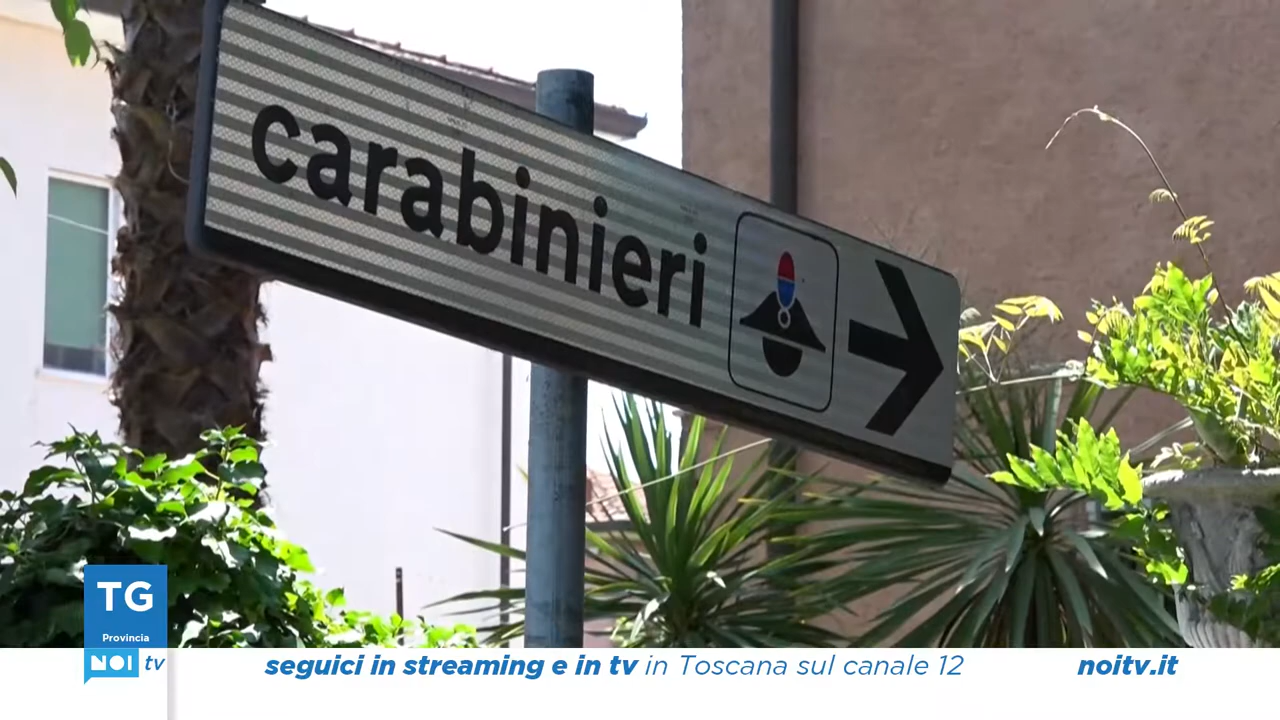 carabinieri
TG
Provincia
NOI tv
seguici in streaming e in tv in Toscana sul canale 12
noitv.it